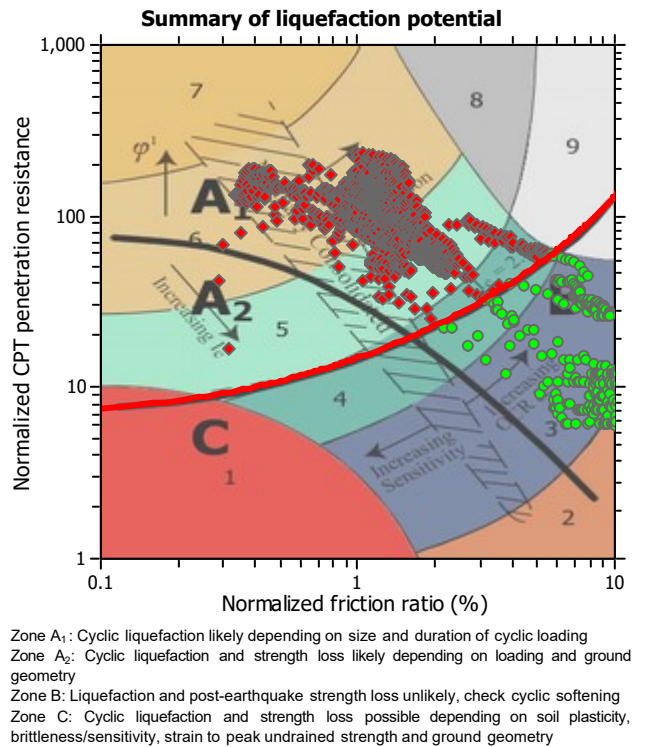 Summary of liquefaction potential
1,000
100
10
1
0.1
1
10
Normalized CPT penetration resistance
Normalized friction ratio (%)
7
8
9
φ'
A1
6
A2
5
B
4
3
C
1
2
Consolidated
Increasing Ic
Increasing
OCR
Increasing
Sensitivity
Zone A1: Cyclic liquefaction likely depending on size and duration of cyclic loading
Zone A2: Cyclic liquefaction and strength loss likely depending on loading and ground
geometry
Zone B: Liquefaction and post-earthquake strength loss unlikely, check cyclic softening
Zone C: Cyclic liquefaction and strength loss possible depending on soil plasticity,
brittleness/sensitivity, strain to peak undrained strength and ground geometry